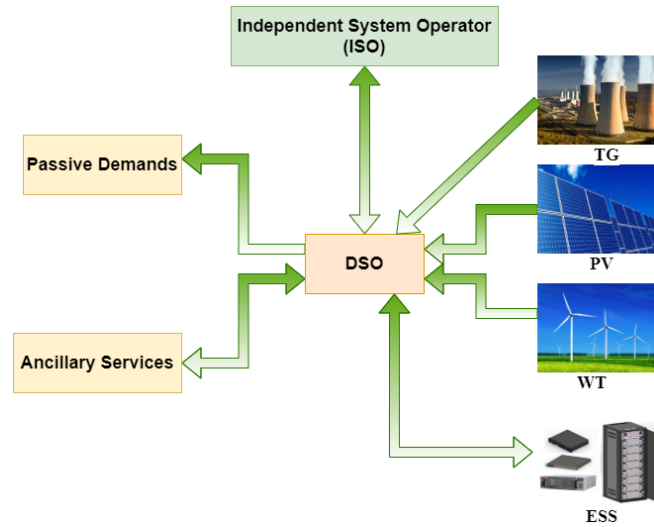 Independent System Operator
(ISO)
TG
Passive Demands
PV
DSO
Ancillary Services
WT
ESS